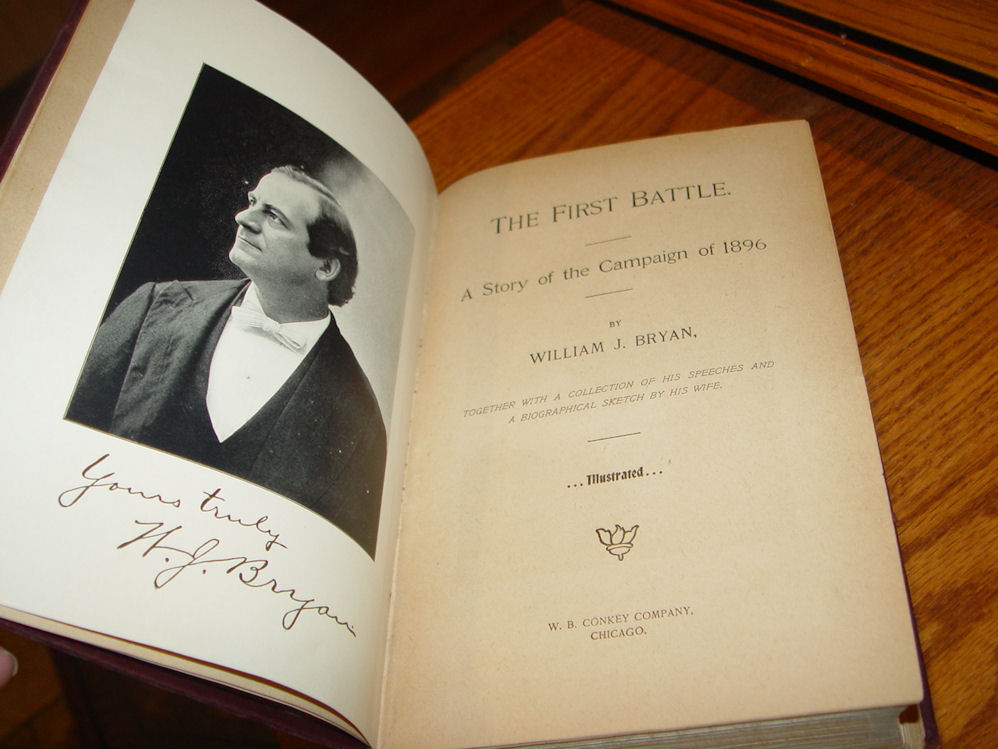 Yours truly
W. J. Bryan
THE FIRST BATTLE.
A Story of the Campaign of 1896
BY
WILLIAM J. BRYAN,
TOGETHER WITH A COLLECTION OF HIS SPEECHES AND
A BIOGRAPHICAL SKETCH BY HIS WIFE.
...Illustrated...
W. B. CONKEY COMPANY,
CHICAGO.